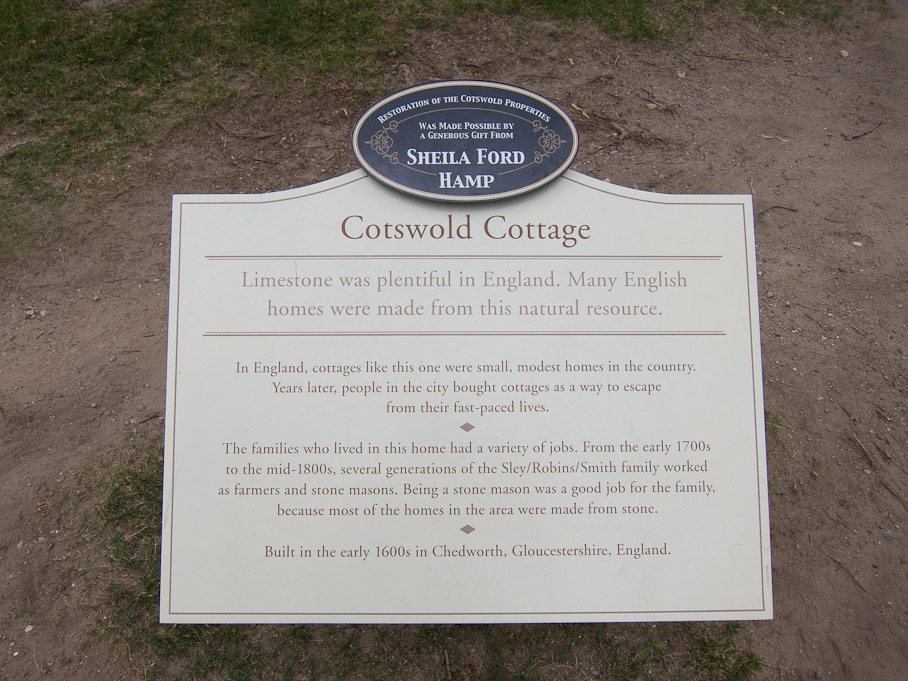 Restoration of the Cotswold Properties
Was Made Possible by
a Generous Gift From
Sheila Ford
Hamp
Cotswold Cottage
Limestone was plentiful in England. Many English
homes were made from this natural resource.
In England, cottages like this one were small, modest homes in the country.
Years later, people in the city bought cottages as a way to escape
from their fast-paced lives.
The families who lived in this home had a variety of jobs. From the early 1700s
to the mid-1800s, several generations of the Sley/Robins/Smith family worked
as farmers and stone masons. Being a stone mason was a good job for the family,
because most of the homes in the area were made from stone.
Built in the early 1600s in Chedworth, Gloucestershire, England.